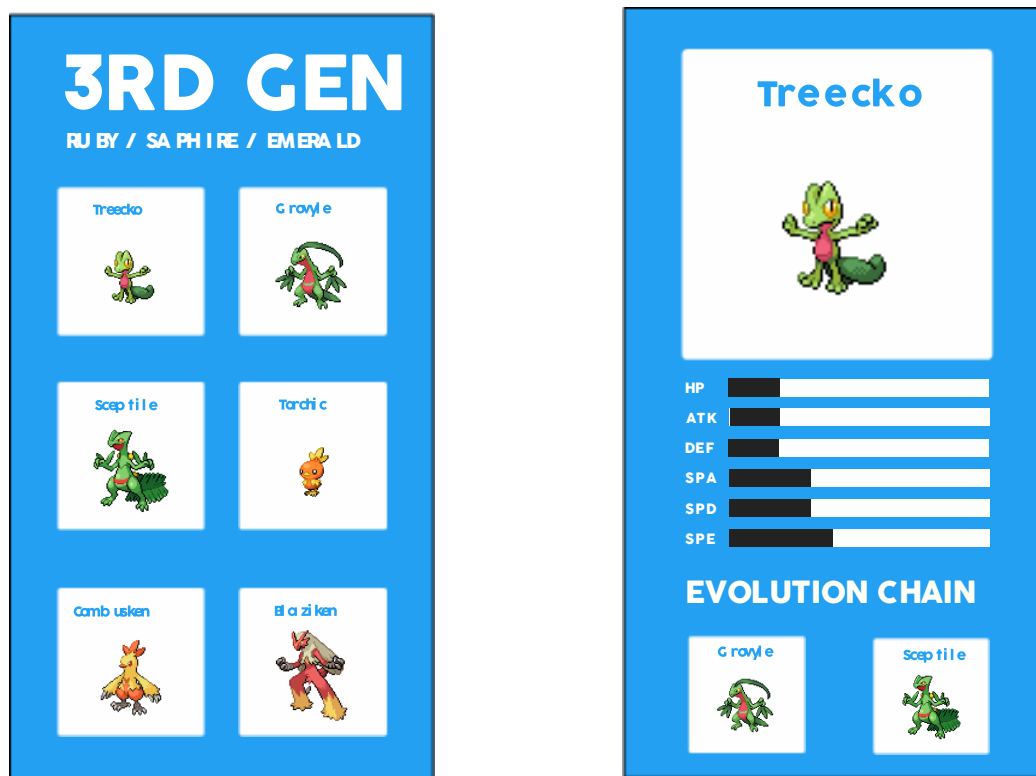 3RD GEN
RUBY / SAPHIRE / EMERALD
Treecko
Grovyle
Sceptile
Torchic
Combusken
Blaziken
Treecko
HP
ATK
DEF
SPA
SPD
SPE
EVOLUTION CHAIN
Grovyle
Sceptile